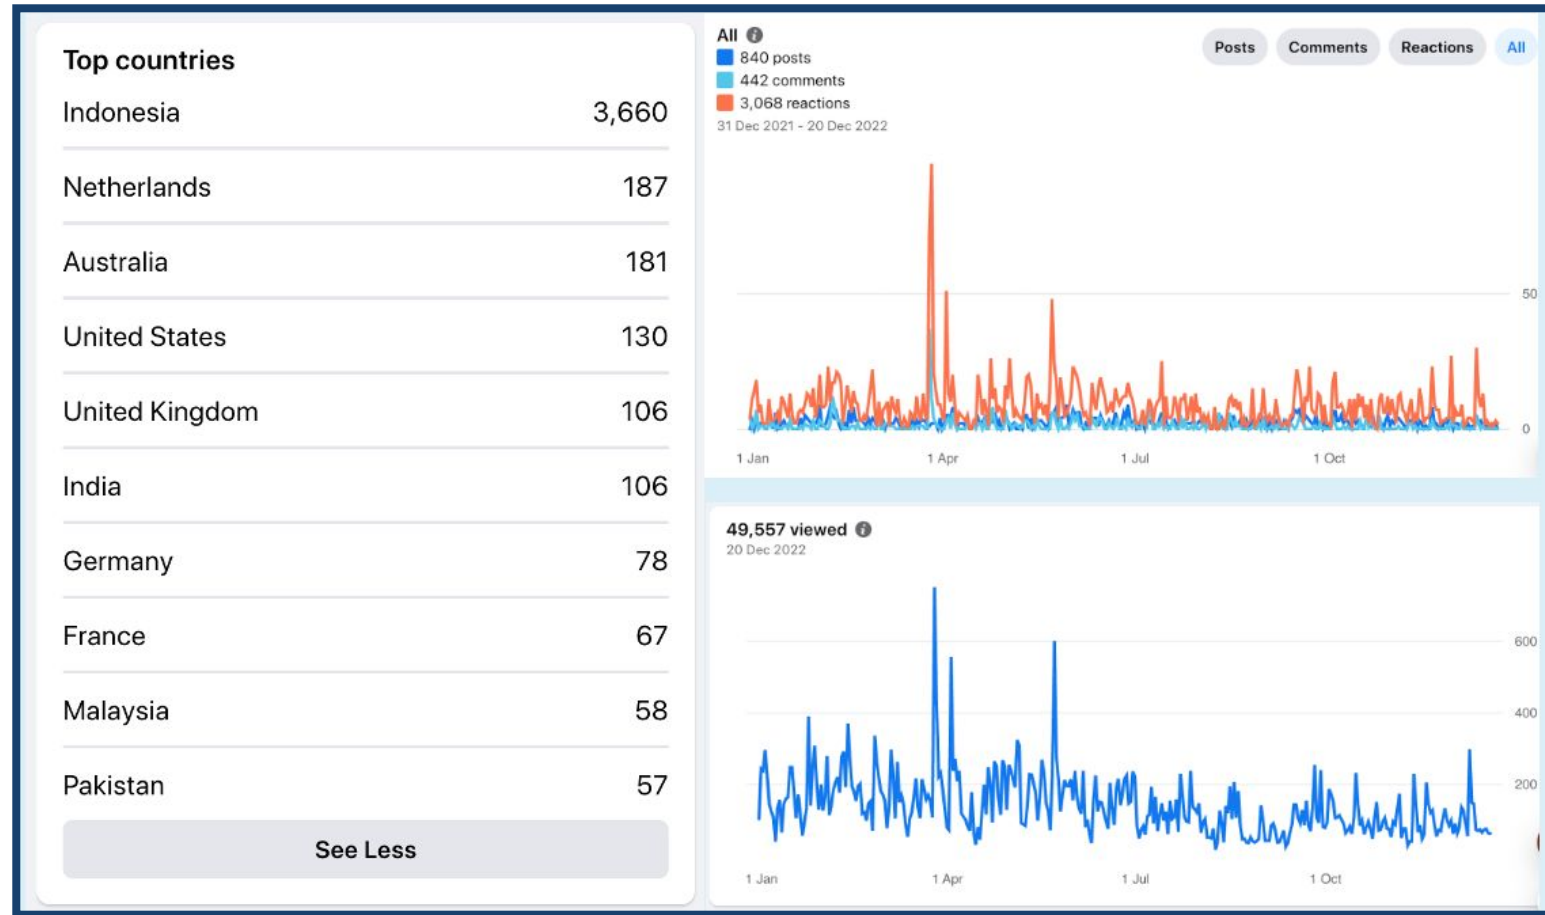 Top countries
Indonesia 3,660
Netherlands 187
Australia 181
United States 130
United Kingdom 106
India 106
Germany 78
France 67
Malaysia 58
Pakistan 57
See Less
All
840 posts
442 comments
3,068 reactions
31 Dec 2021 - 20 Dec 2022
Posts Comments Reactions All
50
0
1 Jan 1 Apr 1 Jul 1 Oct
49,557 viewed
20 Dec 2022
600
400
200
1 Jan 1 Apr 1 Jul 1 Oct